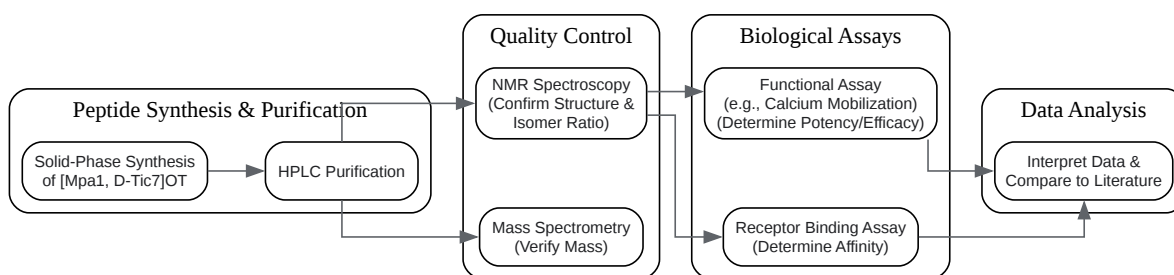 Peptide Synthesis & Purification
Solid-Phase Synthesis
of [Mpa1, D-Tic7]OT
HPLC Purification
Quality Control
NMR Spectroscopy
(Confirm Structure &
Isomer Ratio)
Mass Spectrometry
(Verify Mass)
Biological Assays
Functional Assay
(e.g., Calcium Mobilization)
(Determine Potency/Efficacy)
Receptor Binding Assay
(Determine Affinity)
Data Analysis
Interpret Data &
Compare to Literature